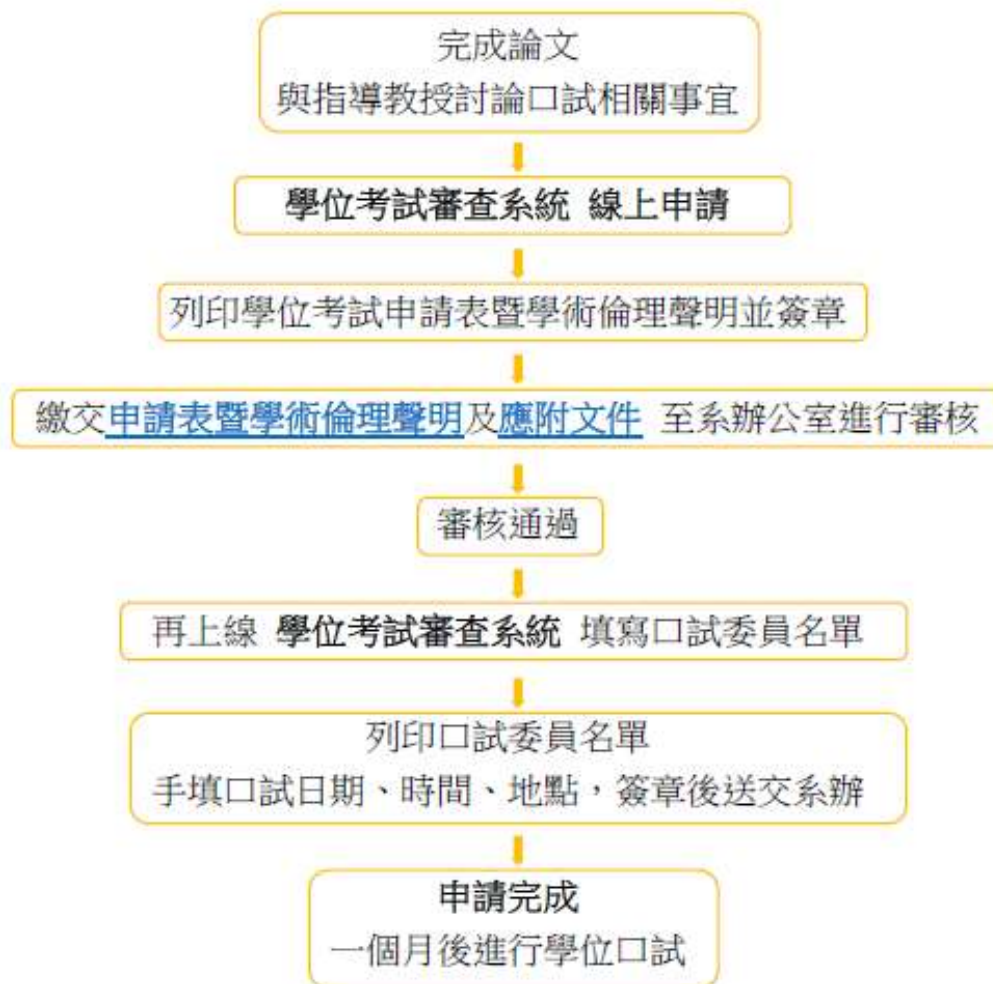 完成論文
與指導教授討論口試相關事宜
學位考試審查系統 線上申請
列印學位考試申請表暨學術倫理聲明並簽章
繳交申請表暨學術倫理聲明及應附文件 至系辦公室進行審核
審核通過
再上線 學位考試審查系統 填寫口試委員名單
列印口試委員名單
手填口試日期、時間、地點，簽章後送交系辦
申請完成
一個月後進行學位口試